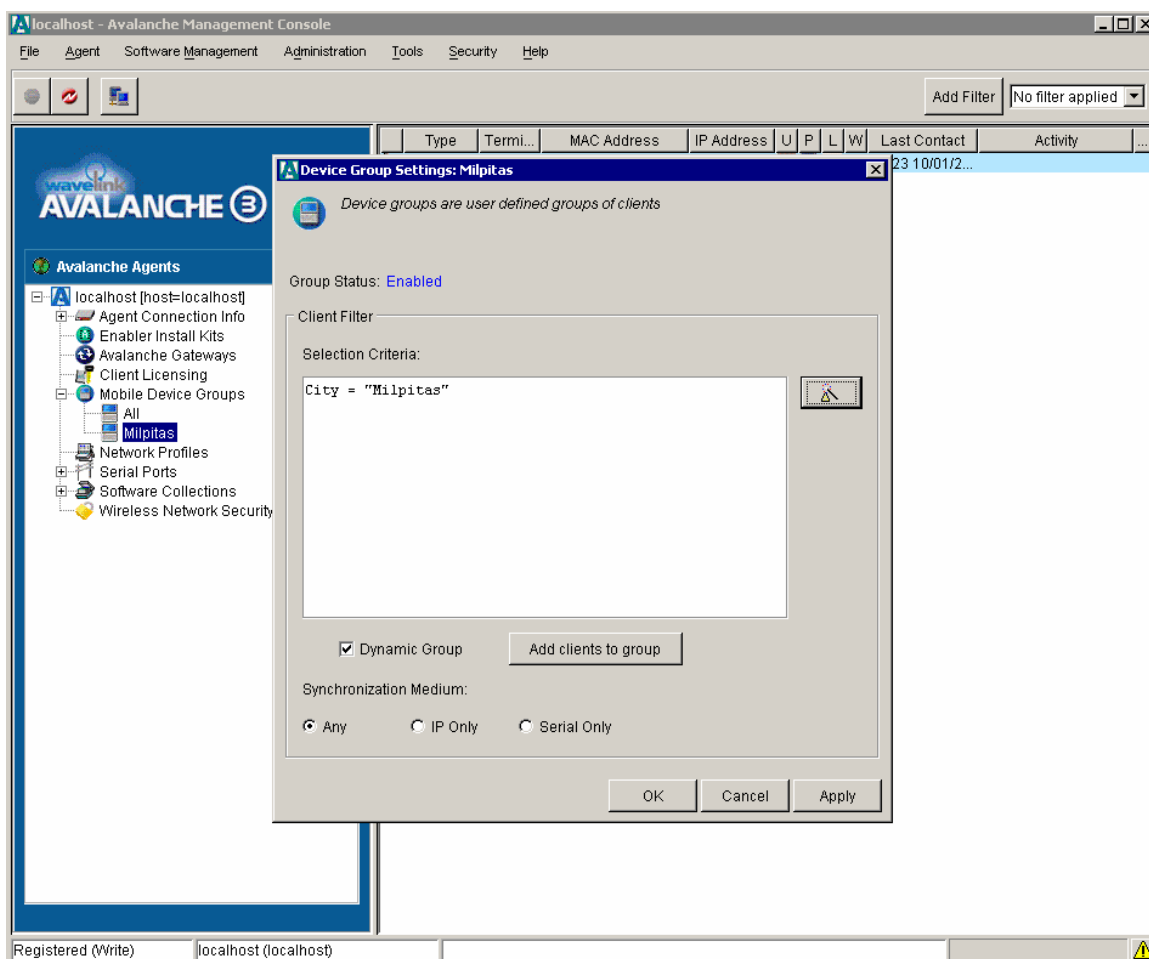 localhost - Avalanche Management Console
File Agent Software Management Administration Tools Security Help
Add Filter No filter applied
Type Termi... MAC Address IP Address U P L W Last Contact Activity ...
23 10/01/2...
wavelink
AVALANCHE 3
Avalanche Agents
localhost [host=localhost]
Agent Connection Info
Enabler Install Kits
Avalanche Gateways
Client Licensing
Mobile Device Groups
All
Milpitas
Network Profiles
Serial Ports
Software Collections
Wireless Network Security
Device Group Settings: Milpitas
Device groups are user defined groups of clients
Group Status: Enabled
Client Filter
Selection Criteria:
City = "Milpitas"
Dynamic Group Add clients to group
Synchronization Medium:
Any IP Only Serial Only
OK Cancel Apply
Registered (Write) localhost (localhost)